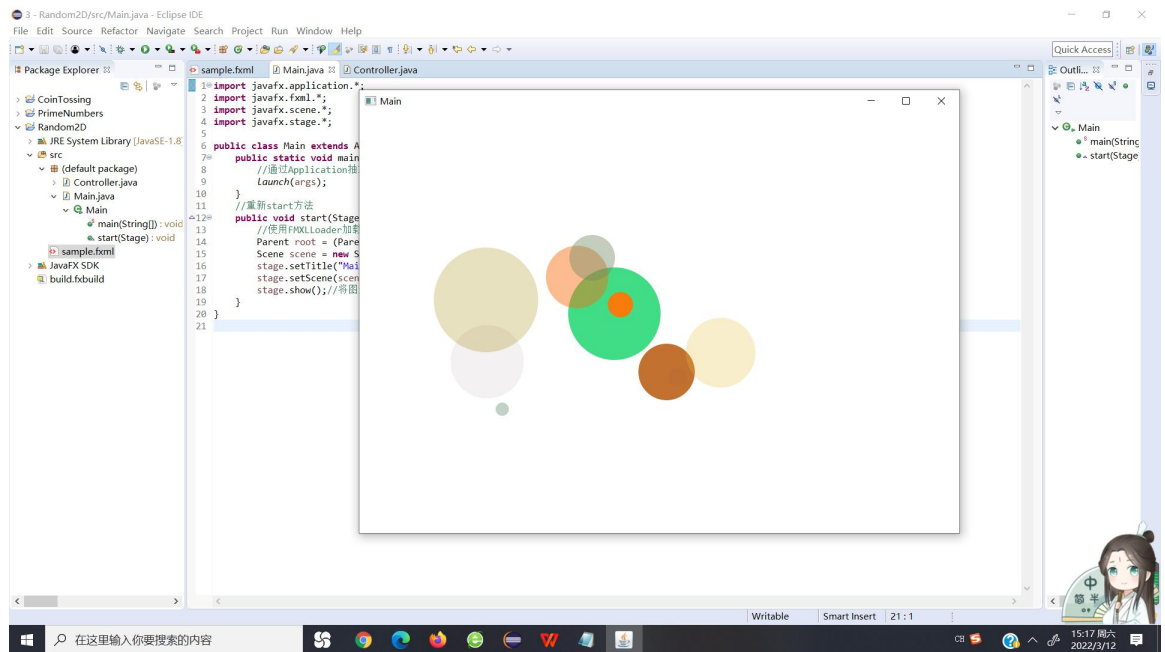 3 - Random2D/src/Main.java - Eclipse IDE
File Edit Source Refactor Navigate Search Project Run Window Help
Quick Access
Package Explorer
sample.fxml Main.java Controller.java
Outli...
CoinTossing
PrimeNumbers
Random2D
JRE System Library [JavaSE-1.8
src
(default package)
Controller.java
Main.java
Main
main(String[]) : void
start(Stage) : void
sample.fxml
JavaFX SDK
build.fxbuild
1 import javafx.application.*;
2 import javafx.fxml.*;
3 import javafx.scene.*;
4 import javafx.stage.*;
5
6 public class Main extends A
7 public static void main
8 //通过Application抽
9 launch(args);
10 }
11 //重新start方法
12 public void start(Stage
13 //使用FMXLLoader加载
14 Parent root = (Pare
15 Scene scene = new S
16 stage.setTitle("Mai
17 stage.setScene(scen
18 stage.show();//将图
19 }
20 }
21
Main
Main
main(String
start(Stage
中
简 半
Writable Smart Insert 21 : 1
在这里输入你要搜索的内容
CH
15:17 周六
2022/3/12